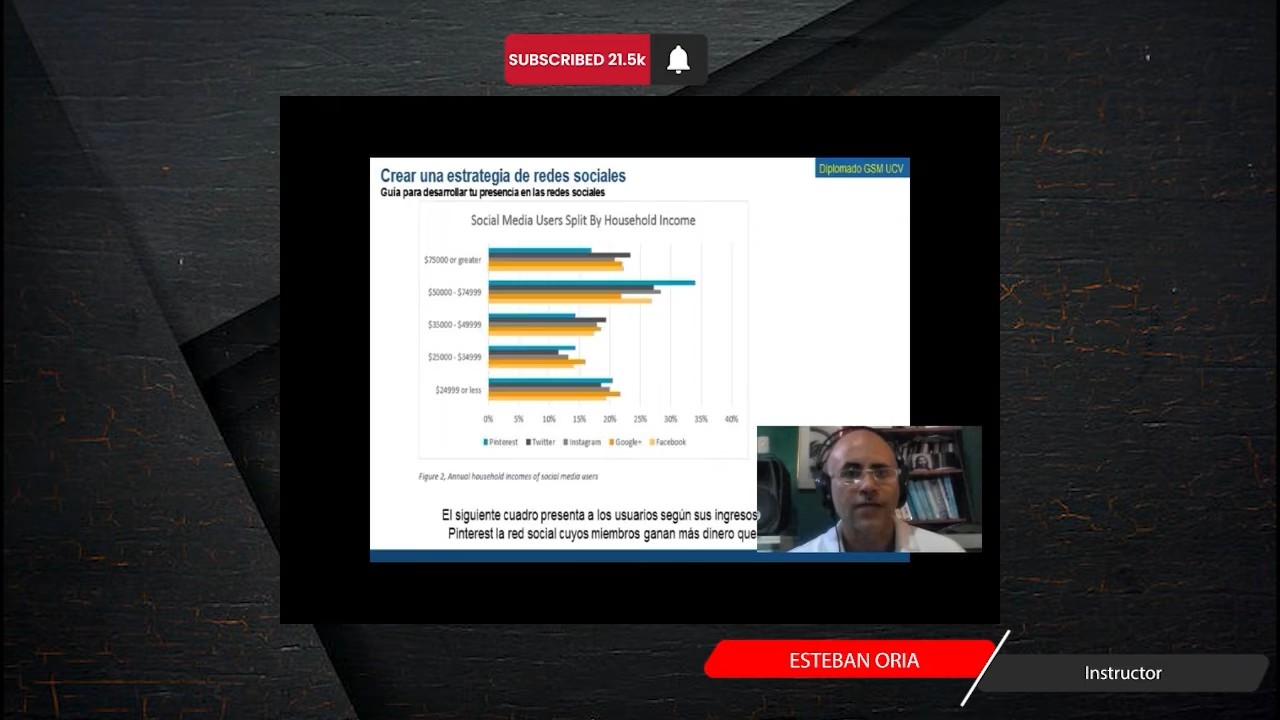 SUBSCRIBED 21.5k
Crear una estrategia de redes sociales
Diplomado GSM UCV
Guía para desarrollar tu presencia en las redes sociales
Social Media Users Split By Household Income
$75000 or greater
$50000 - $74999
$35000 - $49999
$25000 - $34999
$24999 or less
0% 5% 10% 15% 20% 25% 30% 35% 40%
Pinterest Twitter Instagram Google+ Facebook
Figure 2, Annual household incomes of social media users
El siguiente cuadro presenta a los usuarios según sus ingresos
Pinterest la red social cuyos miembros ganan más dinero que
ESTEBAN ORIA
Instructor